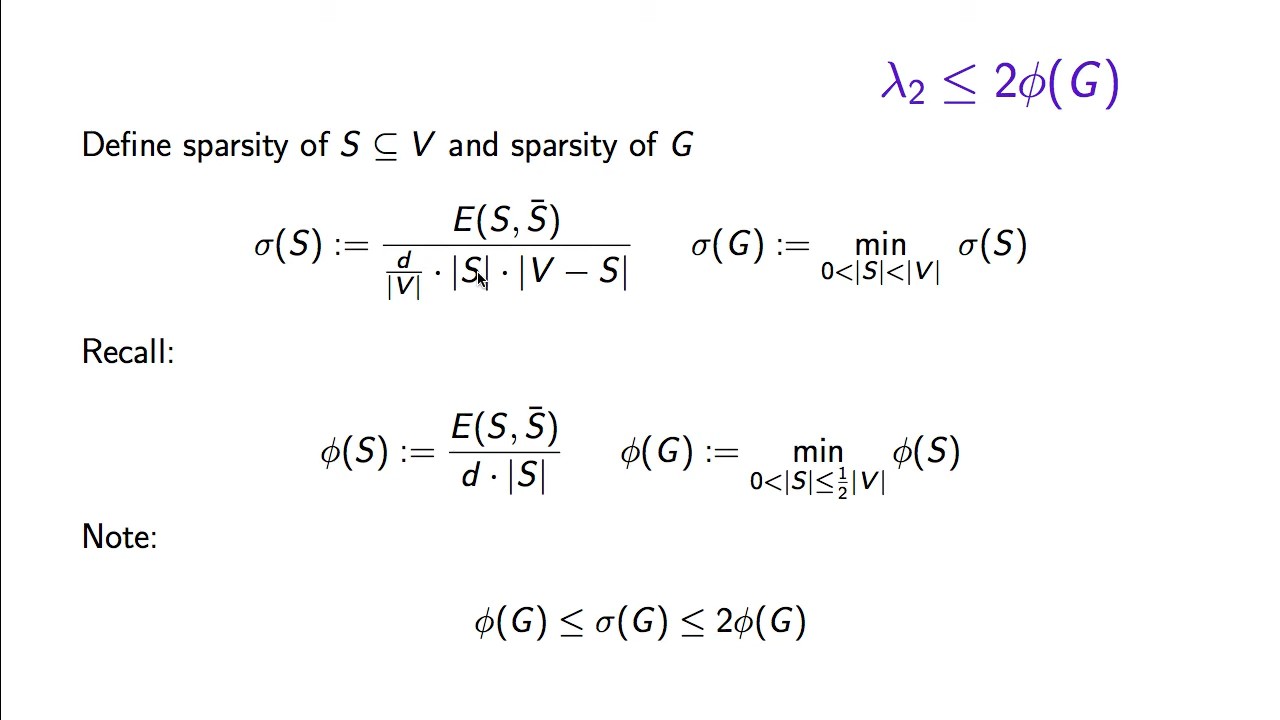 λ₂ ≤ 2ϕ(G)
Define sparsity of S ⊆ V and sparsity of G
σ(S) := E(S, S̄) / (d/|V| · |S| · |V − S|)    σ(G) := min_{0<|S|<|V|} σ(S)
Recall:
ϕ(S) := E(S, S̄) / (d · |S|)    ϕ(G) := min_{0<|S|≤½|V|} ϕ(S)
Note:
ϕ(G) ≤ σ(G) ≤ 2ϕ(G)